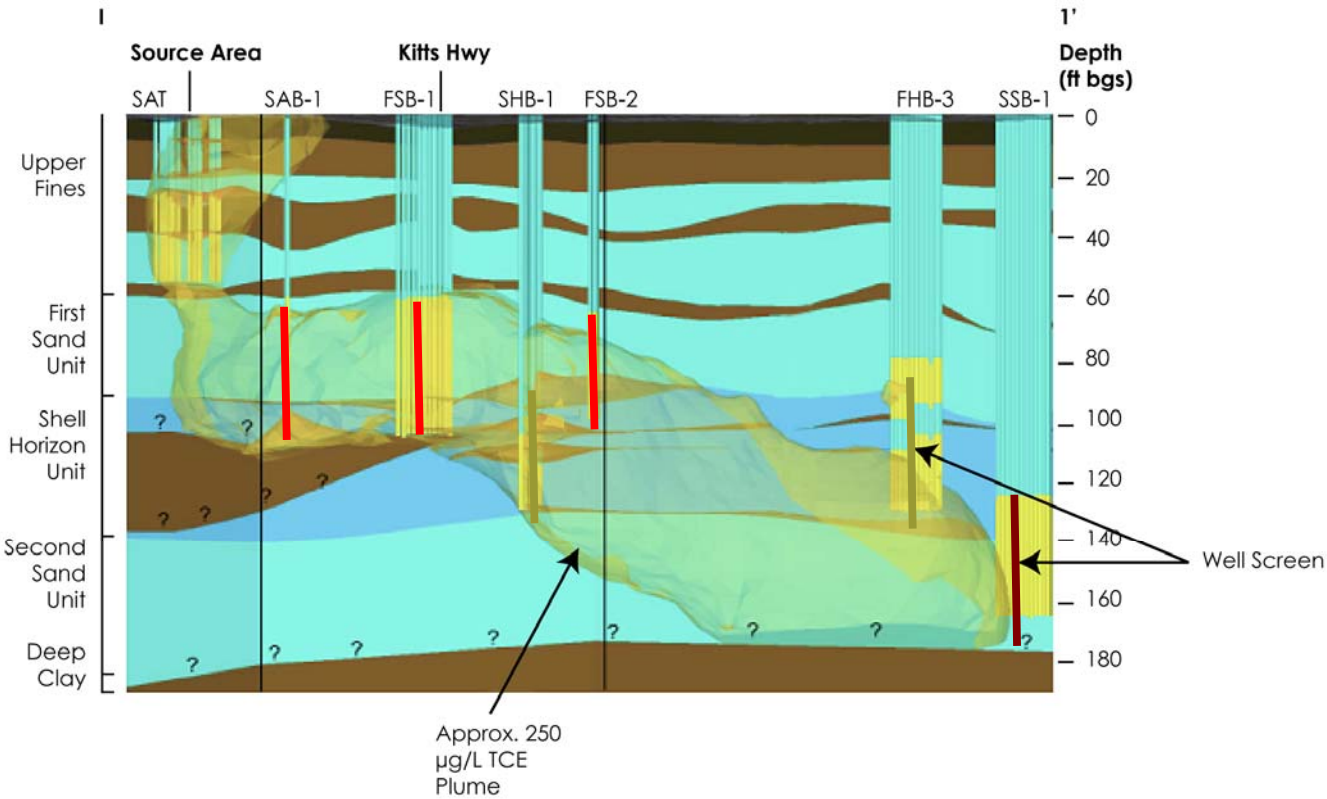 I
1'
Source Area
Kitts Hwy
Depth
(ft bgs)
SAT
SAB-1
FSB-1
SHB-1
FSB-2
FHB-3
SSB-1
0
Upper
Fines
20
40
60
First
Sand
Unit
80
Shell
Horizon
Unit
100
120
? ? ? ? ? ?
140
Second
Sand
Unit
Well Screen
160
Deep
Clay
180
? ? ? ? ? ? ? ?
Approx. 250
µg/L TCE
Plume